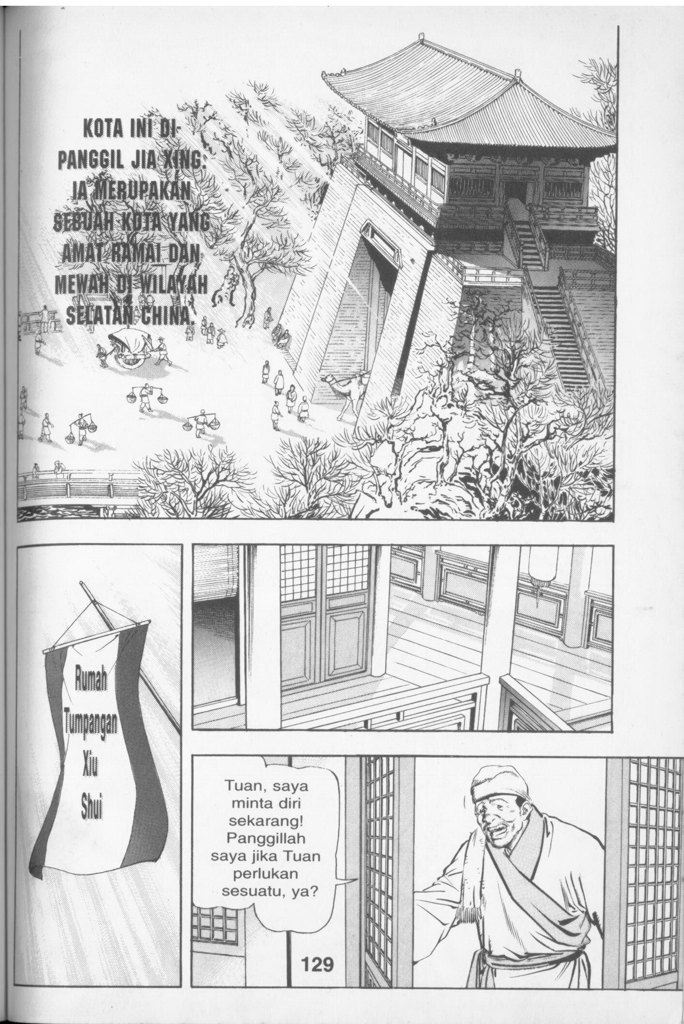 KOTA INI DI-
PANGGIL JIA XING.
IA MERUPAKAN
SEBUAH KOTA YANG
AMAT RAMAI DAN
MEWAH DI WILAYAH
SELATAN CHINA.
Rumah
Tumpangan
Xiu
Shui
Tuan, saya
minta diri
sekarang!
Panggillah
saya jika Tuan
perlukan
sesuatu, ya?
129